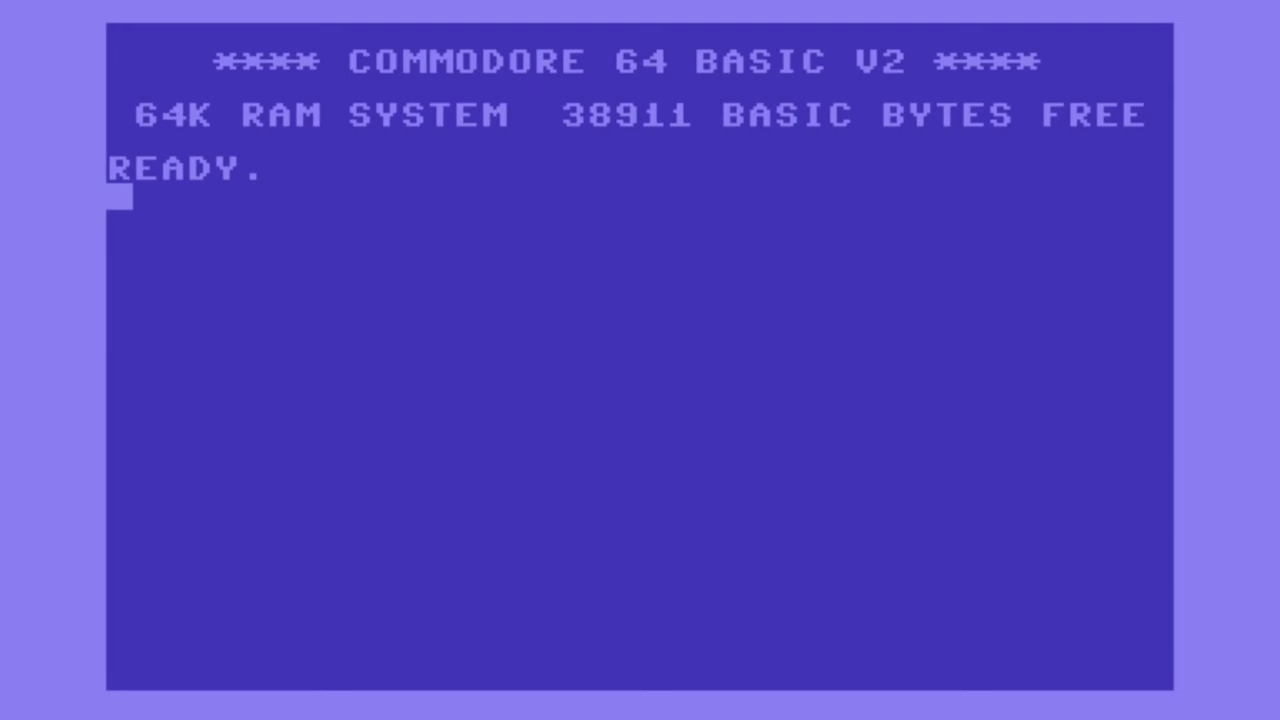 **** COMMODORE 64 BASIC V2 ****
64K RAM SYSTEM  38911 BASIC BYTES FREE
READY.